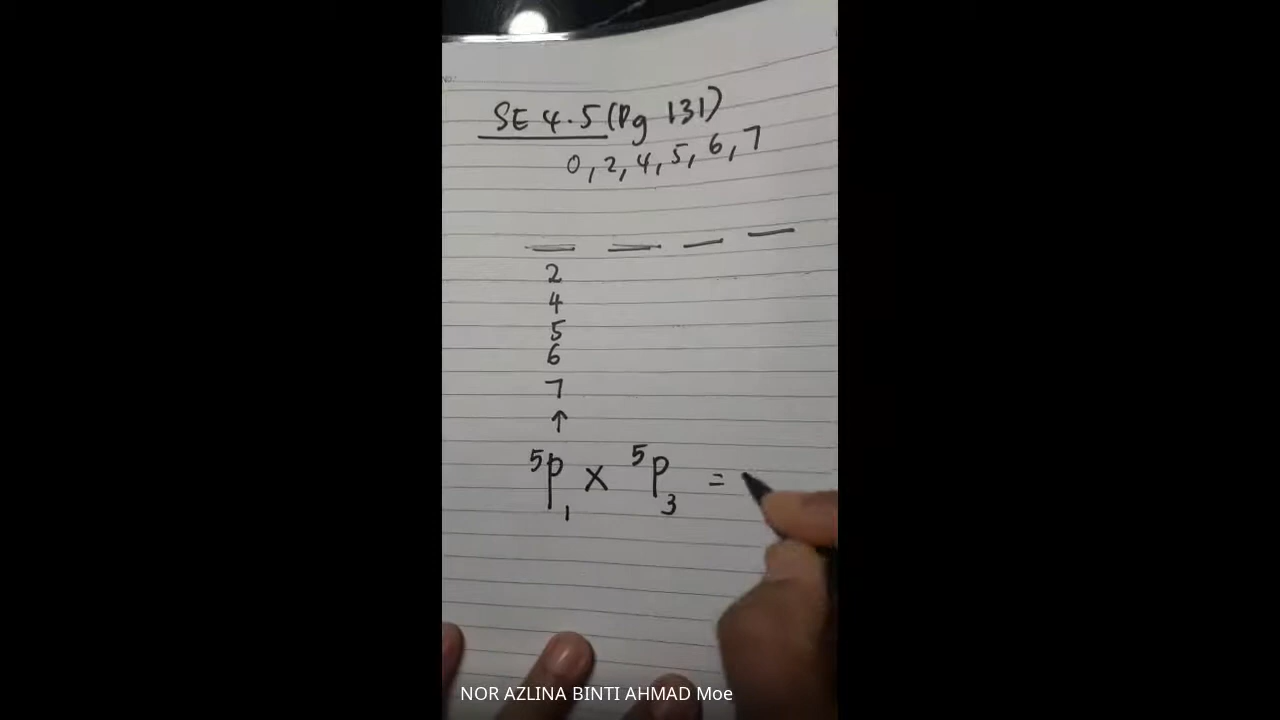 SE 4.5 (Pg 131)
0, 2, 4, 5, 6, 7
2
4
5
6
7
↑
⁵P₁ × ⁵P₃ =
NOR AZLINA BINTI AHMAD Moe